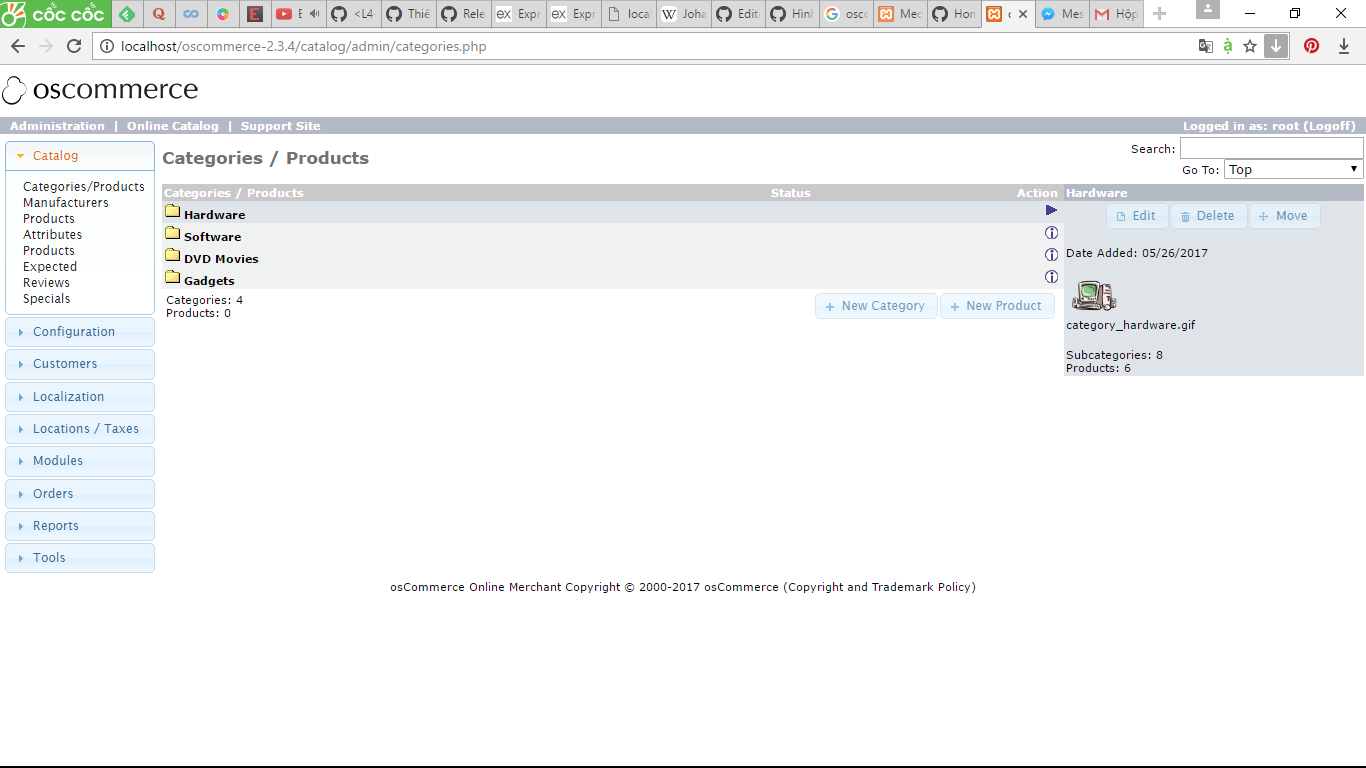 cốc cốc
<L4
Thiế
Rele
Expr
Expr
loca
Joha
Edit
Hìn
osco
Mec
Hom
Mes
Hộp
localhost/oscommerce-2.3.4/catalog/admin/categories.php
oscommerce
Administration | Online Catalog | Support Site
Logged in as: root (Logoff)
Catalog
Categories/Products
Manufacturers
Products
Attributes
Products
Expected
Reviews
Specials
Configuration
Customers
Localization
Locations / Taxes
Modules
Orders
Reports
Tools
Categories / Products
Search:
Go To: Top
Categories / Products Status Action
Hardware
Software
DVD Movies
Gadgets
Categories: 4
Products: 0
New Category New Product
Hardware
Edit Delete Move
Date Added: 05/26/2017
category_hardware.gif
Subcategories: 8
Products: 6
osCommerce Online Merchant Copyright © 2000-2017 osCommerce (Copyright and Trademark Policy)